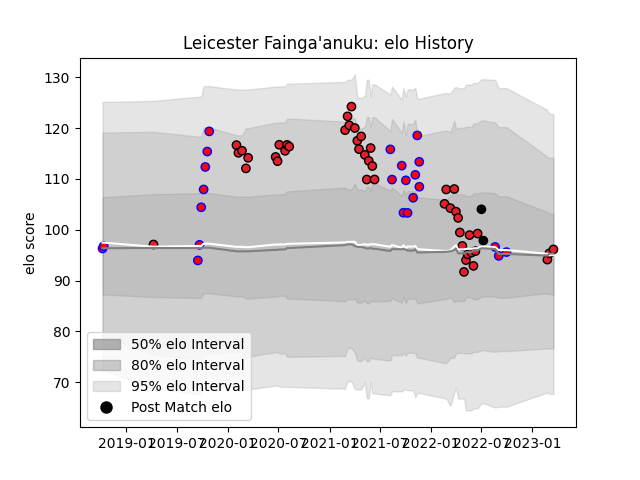 Leicester Fainga'anuku: elo History
elo score
130
120
110
100
90
80
70
50% elo Interval
80% elo Interval
95% elo Interval
Post Match elo
2019-01 2019-07 2020-01 2020-07 2021-01 2021-07 2022-01 2022-07 2023-01